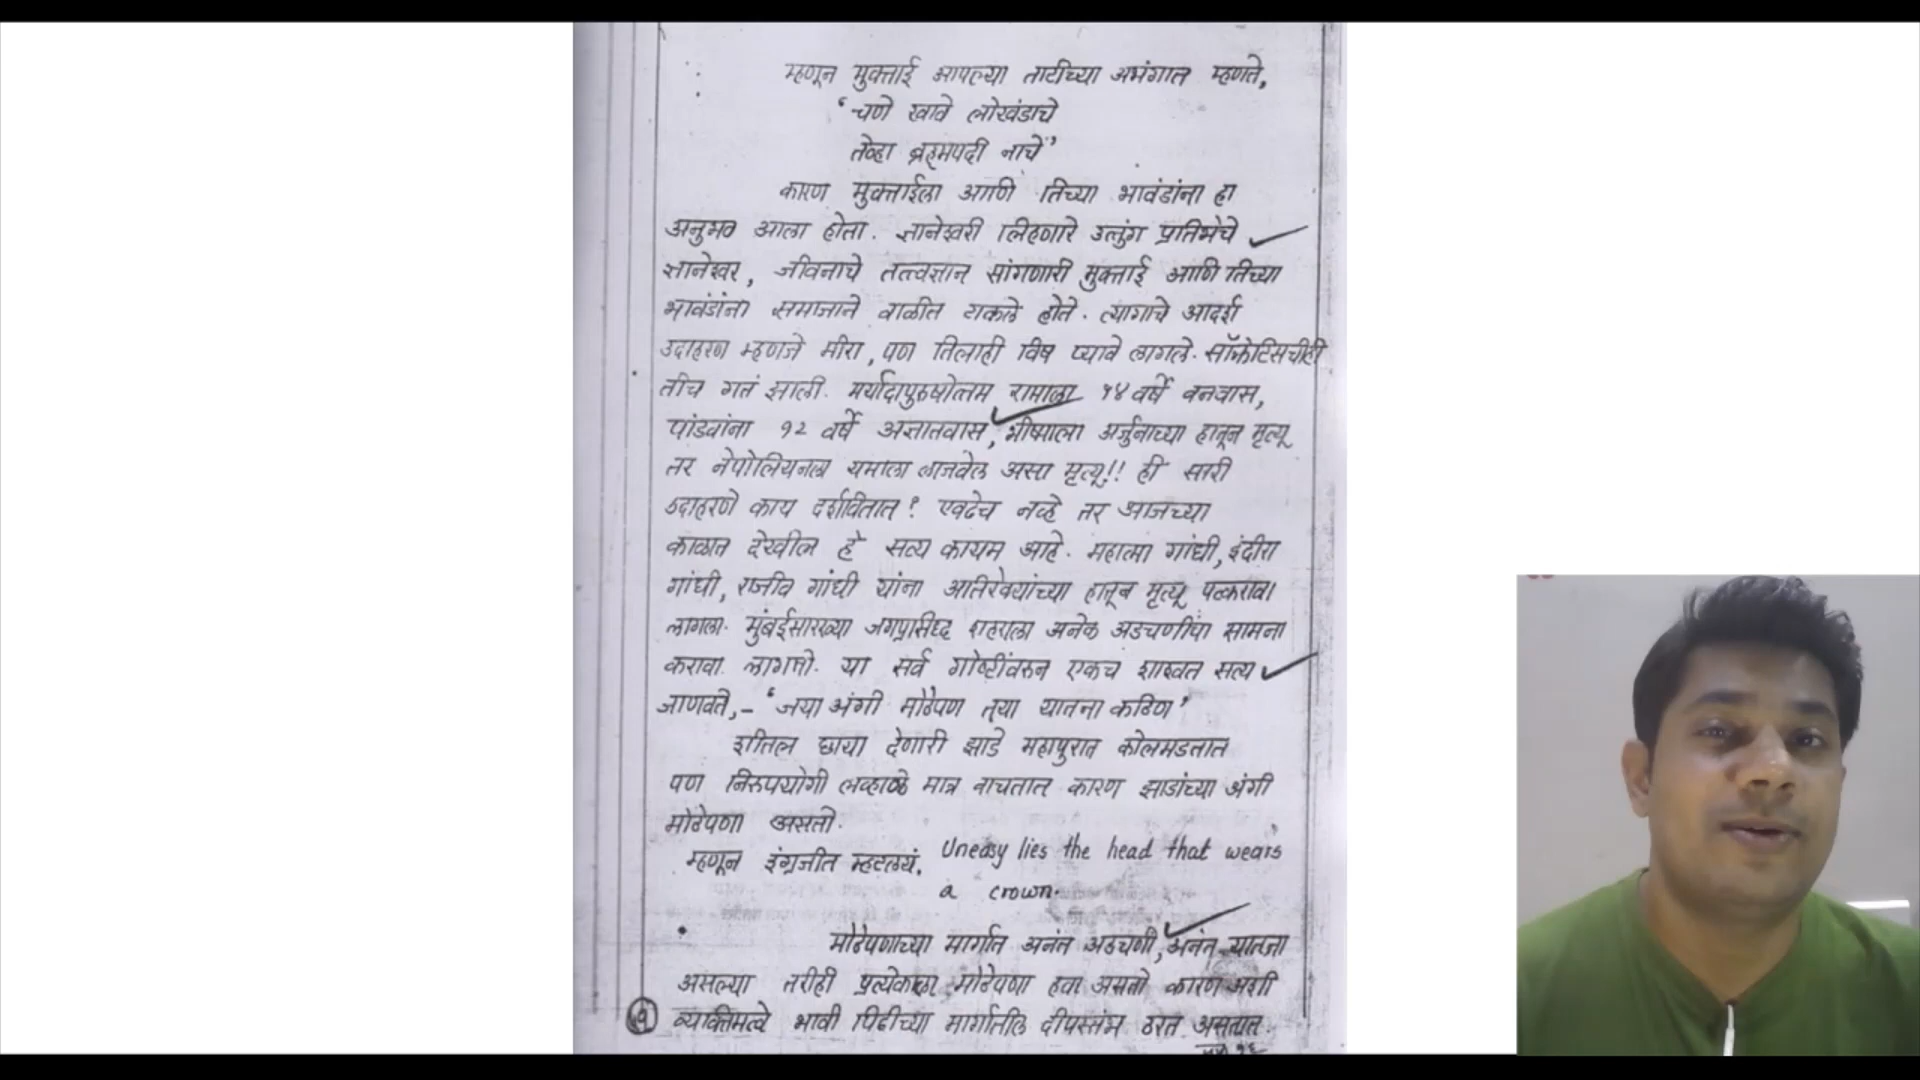 म्हणून मुक्ताई आपल्या ताटीच्या अभंगात म्हणते,
'चणे खावे लोखंडाचे
तेव्हा ब्रह्मपदी नाचे'
कारण मुक्ताईला आणि तिच्या भावंडांना हा
अनुभव आला होता. ज्ञानेश्वरी लिहणारे उत्तुंग प्रतिभेचे
ज्ञानेश्वर, जीवनाचे तत्त्वज्ञान सांगणारी मुक्ताई आणि तिच्या
भावंडांना समाजाने वाळीत टाकले होते. त्यागाचे आदर्श
उदाहरण म्हणजे मीरा, पण तिलाही विष प्यावे लागले. सॉक्रेटिसचीही
तीच गत झाली. मर्यादापुरुषोत्तम रामाला १४ वर्षे वनवास,
पांडवांना १२ वर्षे अज्ञातवास, भीष्माला अर्जुनाच्या हातून मृत्यू
तर नेपोलियनला यमाला लाजवेल असा मृत्यू!! ही सारी
उदाहरणे काय दर्शवितात? एवढेच नव्हे तर आजच्या
काळात देखील हे सत्य कायम आहे. महात्मा गांधी, इंदीरा
गांधी, राजीव गांधी यांना अतिरेक्यांच्या हातून मृत्यू पत्करावा
लागला. मुंबईसारख्या जगप्रसिध्द शहराला अनेक अडचणींचा सामना
करावा लागतो. या सर्व गोष्टींवरून एकच शाश्वत सत्य
जाणवते,- 'जया अंगी मोठेपण तया यातना कठिण'
शीतल छाया देणारी झाडे महापुरात कोलमडतात
पण निरुपयोगी लव्हाळे मात्र वाचतात कारण झाडांच्या अंगी
मोठेपणा असतो.
म्हणून इंग्रजीत म्हटलयं. Uneasy lies the head that wears
a crown.
मोठेपणाच्या मार्गात अनंत अडचणी, अनंत यातना
असल्या तरीही प्रत्येकाला मोठेपणा हवा असतो कारण अशी
व्यक्तिमत्वे भावी पिढीच्या मार्गातील दीपस्तंभ ठरत असतात.